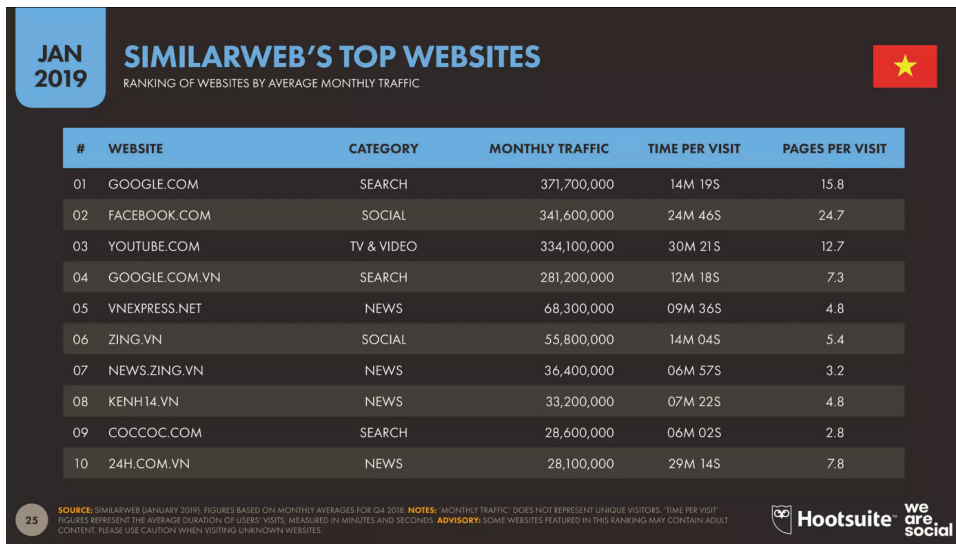 JAN
2019
SIMILARWEB'S TOP WEBSITES
RANKING OF WEBSITES BY AVERAGE MONTHLY TRAFFIC
# WEBSITE CATEGORY MONTHLY TRAFFIC TIME PER VISIT PAGES PER VISIT
01 GOOGLE.COM SEARCH 371,700,000 14M 19S 15.8
02 FACEBOOK.COM SOCIAL 341,600,000 24M 46S 24.7
03 YOUTUBE.COM TV & VIDEO 334,100,000 30M 21S 12.7
04 GOOGLE.COM.VN SEARCH 281,200,000 12M 18S 7.3
05 VNEXPRESS.NET NEWS 68,300,000 09M 36S 4.8
06 ZING.VN SOCIAL 55,800,000 14M 04S 5.4
07 NEWS.ZING.VN NEWS 36,400,000 06M 57S 3.2
08 KENH14.VN NEWS 33,200,000 07M 22S 4.8
09 COCCOC.COM SEARCH 28,600,000 06M 02S 2.8
10 24H.COM.VN NEWS 28,100,000 29M 14S 7.8
25
SOURCE: SIMILARWEB (JANUARY 2019). FIGURES BASED ON MONTHLY AVERAGES FOR Q4 2018. NOTES: 'MONTHLY TRAFFIC' DOES NOT REPRESENT UNIQUE VISITORS. 'TIME PER VISIT'
FIGURES REPRESENT THE AVERAGE DURATION OF USERS' VISITS, MEASURED IN MINUTES AND SECONDS. ADVISORY: SOME WEBSITES FEATURED IN THIS RANKING MAY CONTAIN ADULT
CONTENT. PLEASE USE CAUTION WHEN VISITING UNKNOWN WEBSITES.
Hootsuite™
we
are.
social